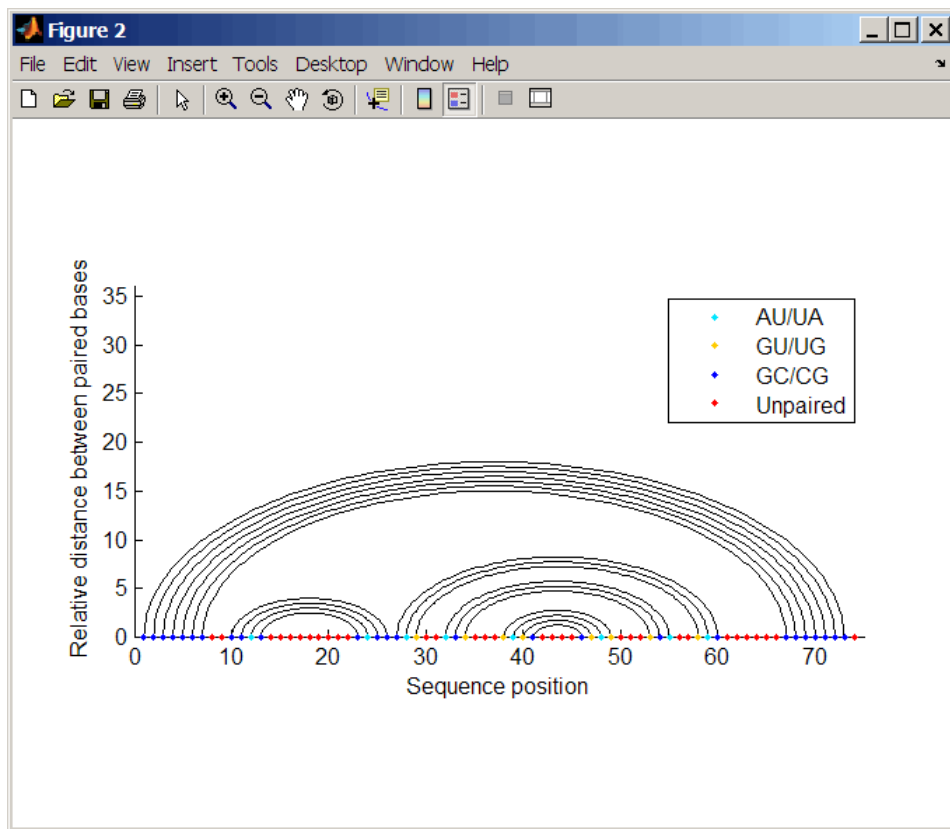 Figure 2
File Edit View Insert Tools Desktop Window Help
Relative distance between paired bases
35
30
25
20
15
10
5
0
AU/UA
GU/UG
GC/CG
Unpaired
0 10 20 30 40 50 60 70
Sequence position